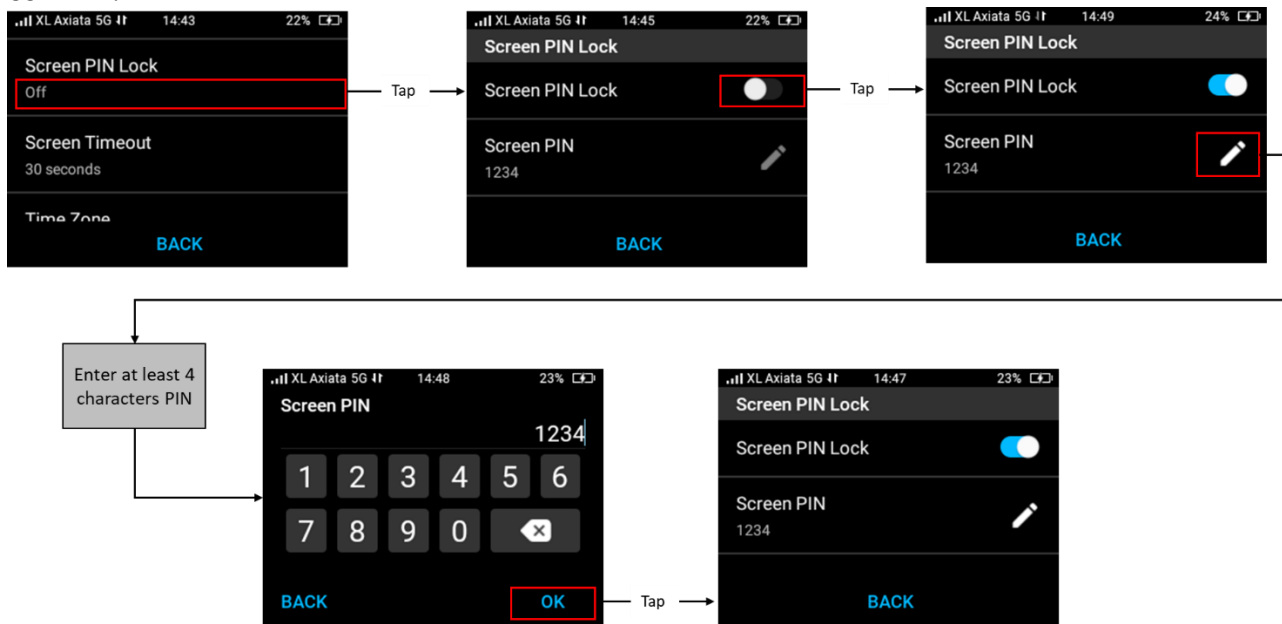 XL Axiata 5G 14:43 22%
Screen PIN Lock
Off
Screen Timeout
30 seconds
Time Zone
BACK
Tap
XL Axiata 5G 14:45 22%
Screen PIN Lock
Screen PIN Lock
Screen PIN
1234
BACK
Tap
XL Axiata 5G 14:49 24%
Screen PIN Lock
Screen PIN Lock
Screen PIN
1234
BACK
Enter at least 4
characters PIN
XL Axiata 5G 14:48 23%
Screen PIN
1234
1 2 3 4 5 6
7 8 9 0
BACK OK
Tap
XL Axiata 5G 14:47 23%
Screen PIN Lock
Screen PIN Lock
Screen PIN
1234
BACK